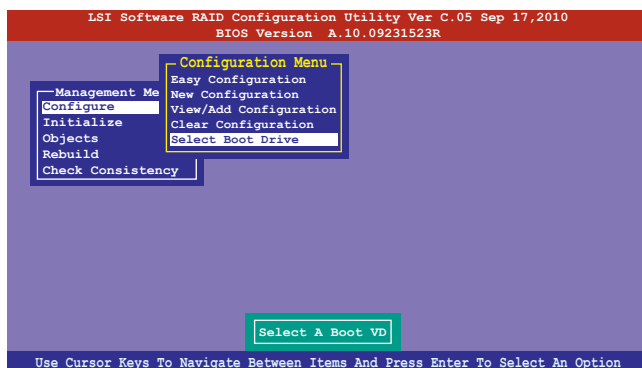 LSI Software RAID Configuration Utility Ver C.05 Sep 17,2010
BIOS Version A.10.09231523R
Configuration Menu
Easy Configuration
New Configuration
View/Add Configuration
Clear Configuration
Select Boot Drive
Management Me
Configure
Initialize
Objects
Rebuild
Check Consistency
Select A Boot VD
Use Cursor Keys To Navigate Between Items And Press Enter To Select An Option